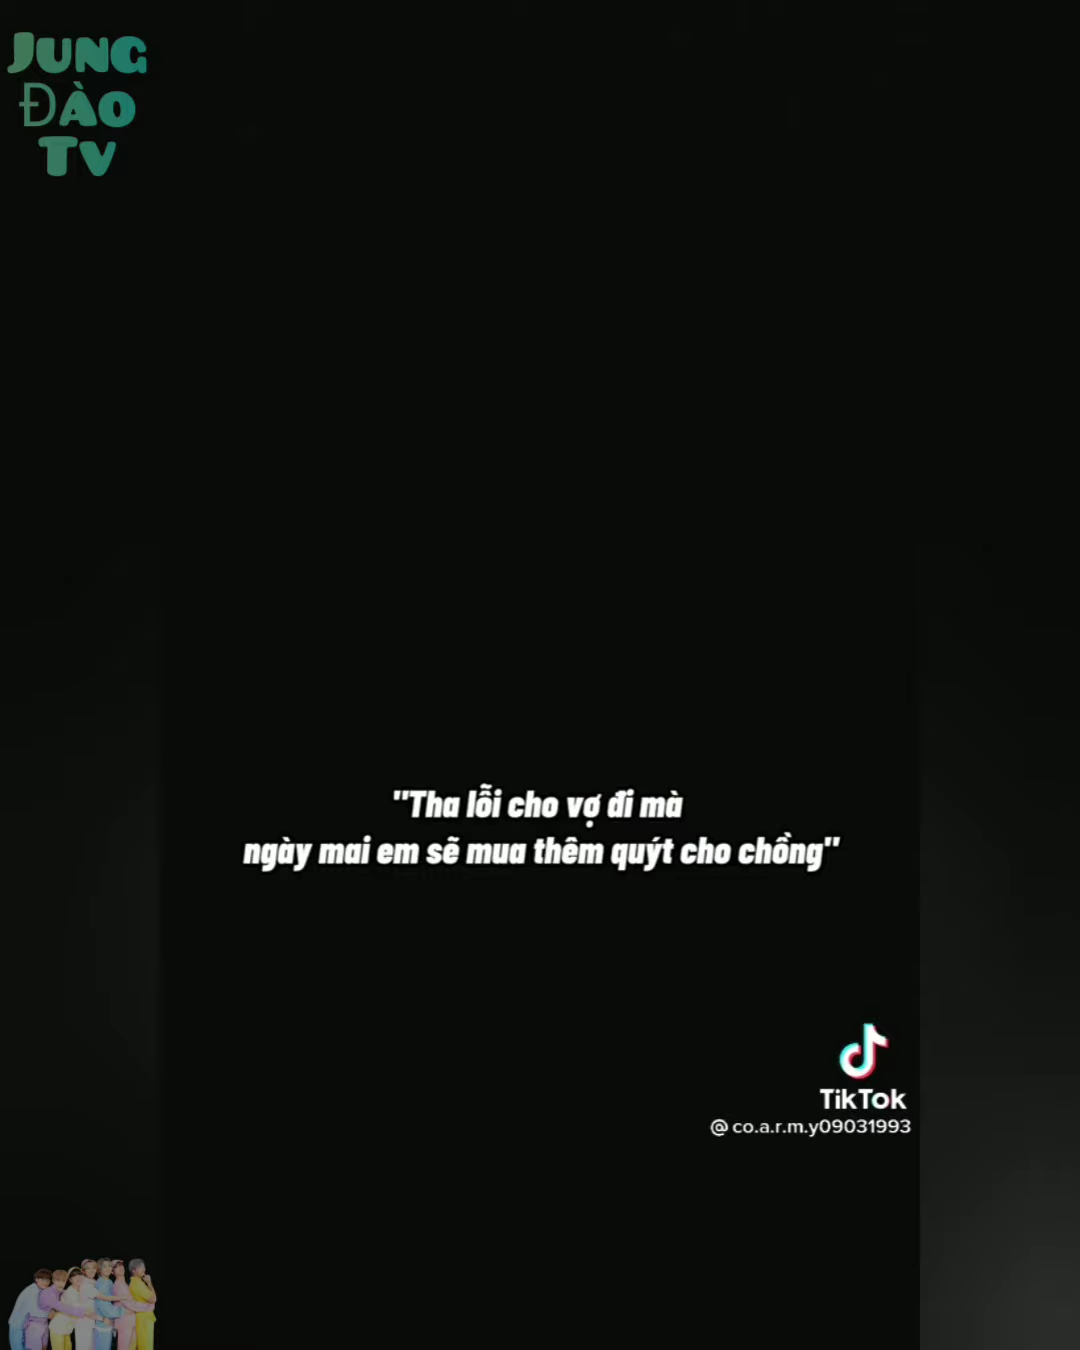 JUNG
ĐÀO
TV
"Tha lỗi cho vợ đi mà
ngày mai em sẽ mua thêm quýt cho chồng"
TikTok
@co.a.r.m.y09031993